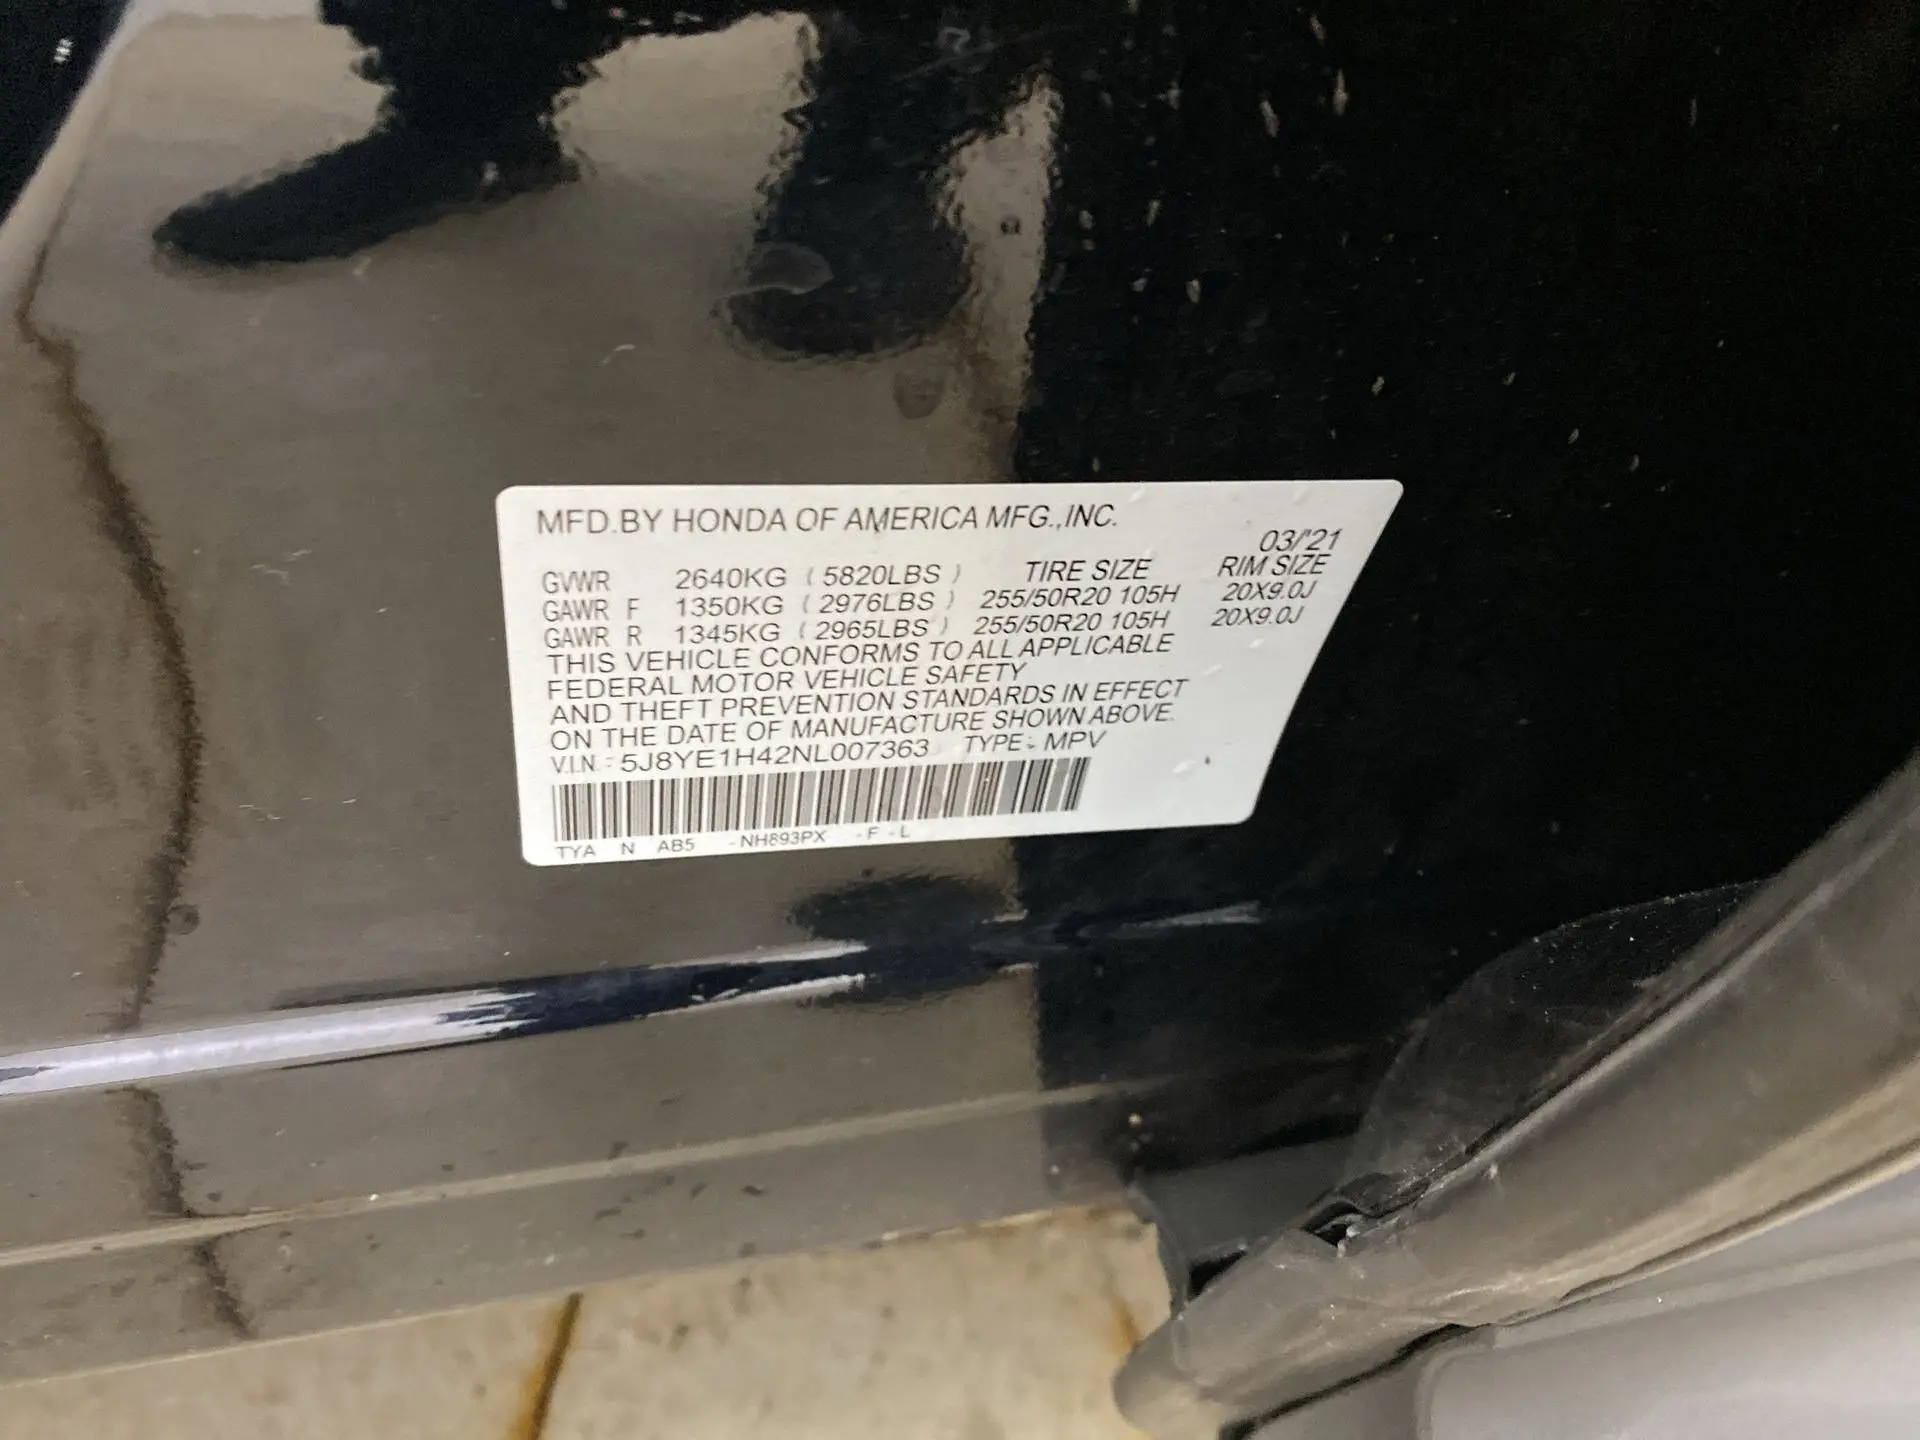 MFD.BY HONDA OF AMERICA MFG.,INC.
03/'21
GVWR 2640KG (5820LBS) TIRE SIZE RIM SIZE
GAWR F 1350KG (2976LBS) 255/50R20 105H 20X9.0J
GAWR R 1345KG (2965LBS) 255/50R20 105H 20X9.0J
THIS VEHICLE CONFORMS TO ALL APPLICABLE
FEDERAL MOTOR VEHICLE SAFETY
AND THEFT PREVENTION STANDARDS IN EFFECT
ON THE DATE OF MANUFACTURE SHOWN ABOVE.
V.I.N.: 5J8YE1H42NL007363 TYPE: MPV
TYA N AB5 -NH893PX -F -L